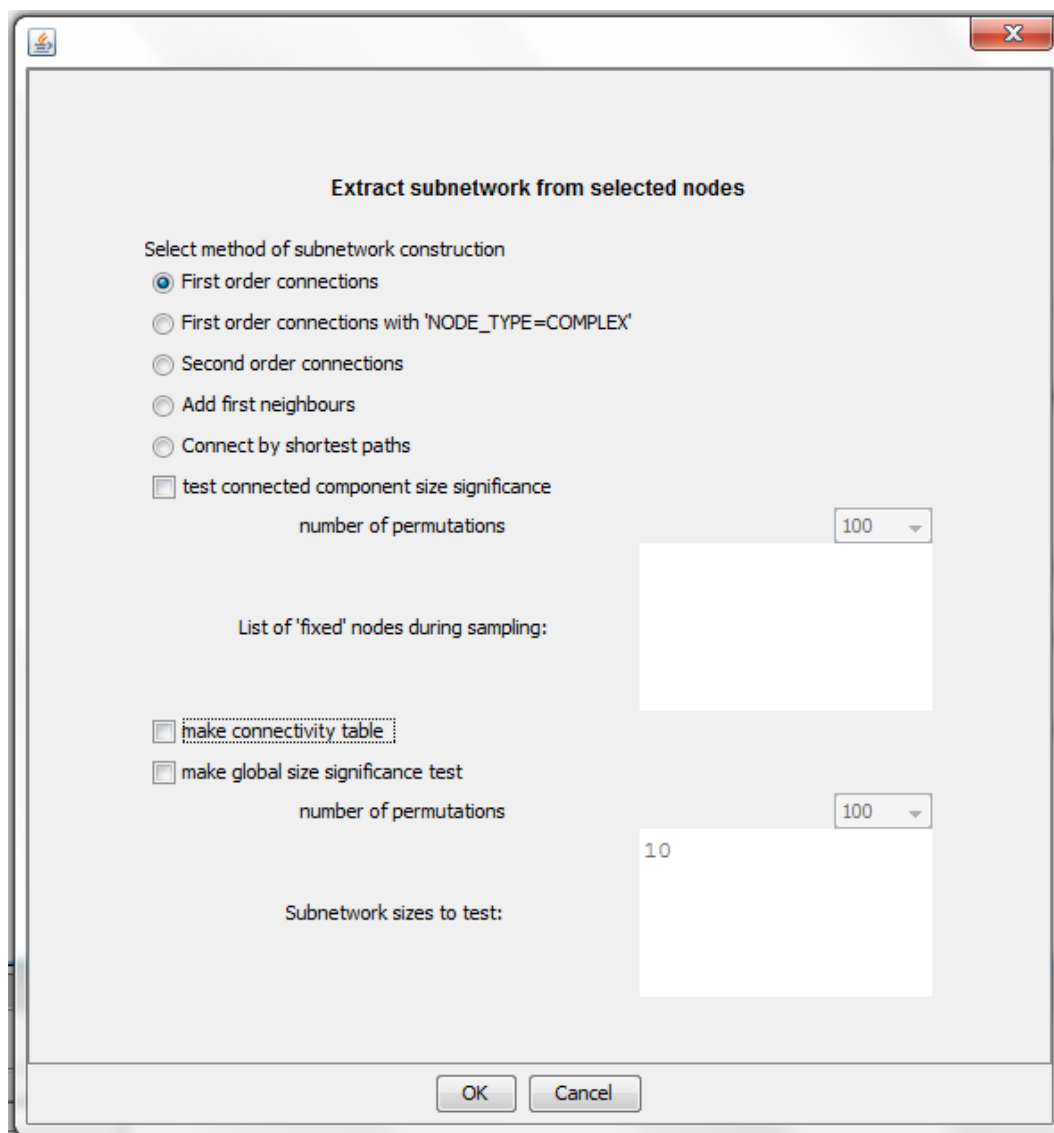 Extract subnetwork from selected nodes
Select method of subnetwork construction
First order connections
First order connections with 'NODE_TYPE=COMPLEX'
Second order connections
Add first neighbours
Connect by shortest paths
test connected component size significance
number of permutations 100
List of 'fixed' nodes during sampling:
make connectivity table
make global size significance test
number of permutations 100
10
Subnetwork sizes to test:
OK Cancel